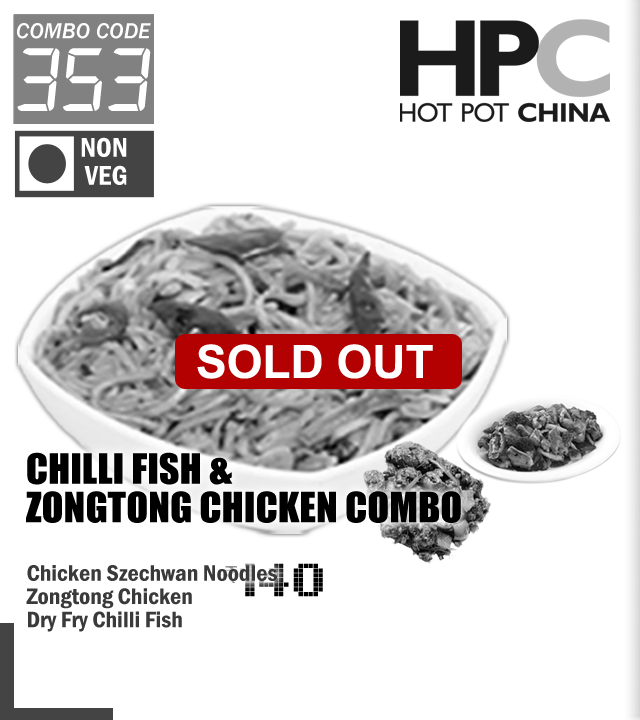 COMBO CODE
353
NON
VEG
HPC
HOT POT CHINA
SOLD OUT
CHILLI FISH &
ZONGTONG CHICKEN COMBO
Chicken Szechwan Noodles
140
Zongtong Chicken
Dry Fry Chilli Fish